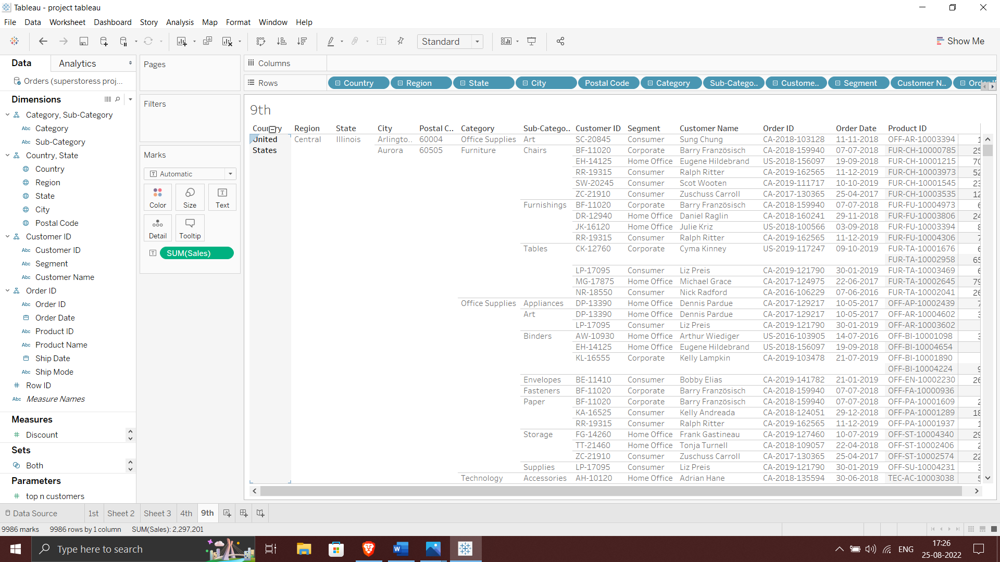 Tableau - project tableau
File Data Worksheet Dashboard Story Analysis Map Format Window Help
Standard
Show Me
Data Analytics
Orders (superstoress proj...
Dimensions
Category, Sub-Category
Abc Category
Abc Sub-Category
Country, State
Country
Region
State
City
Postal Code
Customer ID
Abc Customer ID
Abc Segment
Abc Customer Name
Order ID
Abc Order ID
Order Date
Abc Product ID
Abc Product Name
Ship Date
Abc Ship Mode
# Row ID
Abc Measure Names
Measures
# Discount
Sets
Both
Parameters
# top n customers
Pages
Filters
Marks
T Automatic
Color Size Text
Detail Tooltip
T SUM(Sales)
Columns
Rows Country Region State City Postal Code Category Sub-Catego.. Custome.. Segment Customer N..
9th
Country Region State City Postal C.. Category Sub-Catego.. Customer ID Segment Customer Name Order ID Order Date Product ID
United Central Illinois Arlingto.. 60004 Office Supplies Art SC-20845 Consumer Sung Chung CA-2018-103128 11-11-2018 OFF-AR-10003394
States Aurora 60505 Furniture Chairs BF-11020 Corporate Barry Französisch CA-2018-159940 07-07-2018 FUR-CH-10000785
EH-14125 Home Office Eugene Hildebrand US-2018-156097 19-09-2018 FUR-CH-10001215
RR-19315 Consumer Ralph Ritter CA-2019-162565 11-12-2019 FUR-CH-10003973
SW-20245 Consumer Scot Wooten CA-2019-111717 10-10-2019 FUR-CH-10001545
ZC-21910 Consumer Zuschuss Carroll CA-2017-130365 25-04-2017 FUR-CH-10003535
Furnishings BF-11020 Corporate Barry Französisch CA-2018-159940 07-07-2018 FUR-FU-10004973
DR-12940 Home Office Daniel Raglin CA-2018-160241 29-11-2018 FUR-FU-10003806
JK-16120 Home Office Julie Kriz US-2018-100566 03-09-2018 FUR-FU-10003394
RR-19315 Consumer Ralph Ritter CA-2019-162565 11-12-2019 FUR-FU-10004306
Tables CK-12760 Corporate Cyma Kinney US-2019-117247 09-10-2019 FUR-TA-10001676
FUR-TA-10002958
LP-17095 Consumer Liz Preis CA-2019-121790 30-01-2019 FUR-TA-10003469
MG-17875 Home Office Michael Grace CA-2017-124975 22-06-2017 FUR-TA-10002645
NR-18550 Consumer Nick Radford CA-2016-106229 07-06-2016 FUR-TA-10002041
Office Supplies Appliances DP-13390 Home Office Dennis Pardue CA-2017-129217 10-05-2017 OFF-AP-10002439
Art DP-13390 Home Office Dennis Pardue CA-2017-129217 10-05-2017 OFF-AR-10004602
LP-17095 Consumer Liz Preis CA-2019-121790 30-01-2019 OFF-AR-10003602
Binders AW-10930 Home Office Arthur Wiediger US-2016-103905 14-07-2016 OFF-BI-10001098
EH-14125 Home Office Eugene Hildebrand US-2018-156097 19-09-2018 OFF-BI-10004654
KL-16555 Corporate Kelly Lampkin CA-2019-103478 21-07-2019 OFF-BI-10001890
OFF-BI-10004224
Envelopes BE-11410 Consumer Bobby Elias CA-2019-141782 21-01-2019 OFF-EN-10002230
Fasteners BF-11020 Corporate Barry Französisch CA-2018-159940 07-07-2018 OFF-FA-10000936
Paper BF-11020 Corporate Barry Französisch CA-2018-159940 07-07-2018 OFF-PA-10001609
KA-16525 Consumer Kelly Andreada CA-2018-124051 29-12-2018 OFF-PA-10001289
RR-19315 Consumer Ralph Ritter CA-2019-162565 11-12-2019 OFF-PA-10001937
Storage FG-14260 Home Office Frank Gastineau CA-2019-127460 10-07-2019 OFF-ST-10004340
TT-21460 Home Office Tonja Turnell CA-2018-109057 22-04-2018 OFF-ST-10002406
ZC-21910 Consumer Zuschuss Carroll CA-2017-130365 25-04-2017 OFF-ST-10002574
Supplies LP-17095 Consumer Liz Preis CA-2019-121790 30-01-2019 OFF-SU-10004231
Technology Accessories AH-10120 Home Office Adrian Hane CA-2018-135594 30-06-2018 TEC-AC-10003038
Data Source 1st Sheet 2 Sheet 3 4th 9th
9986 marks 9986 rows by 1 column SUM(Sales): 2,297,201
Type here to search
ENG
17:26
25-08-2022